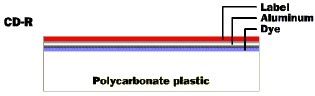 Label
Aluminum
CD-R
Dye
Polycarbonate plastic